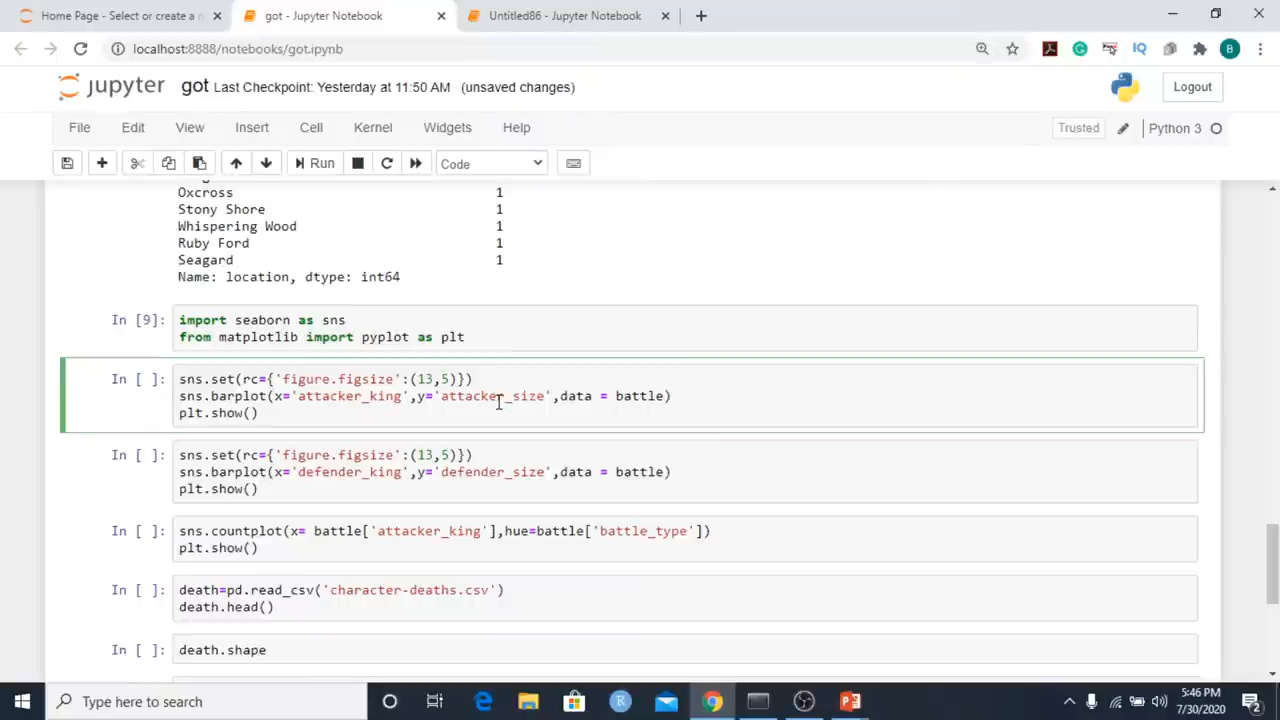 Home Page - Select or create a n
got - Jupyter Notebook
Untitled86 - Jupyter Notebook
localhost:8888/notebooks/got.ipynb
IQ
B
jupyter got Last Checkpoint: Yesterday at 11:50 AM (unsaved changes)
Logout
File Edit View Insert Cell Kernel Widgets Help
Trusted
Python 3
Run
Code
Oxcross 1
Stony Shore 1
Whispering Wood 1
Ruby Ford 1
Seagard 1
Name: location, dtype: int64
In [9]: import seaborn as sns
from matplotlib import pyplot as plt
In [ ]: sns.set(rc={'figure.figsize':(13,5)})
sns.barplot(x='attacker_king',y='attacker_size',data = battle)
plt.show()
In [ ]: sns.set(rc={'figure.figsize':(13,5)})
sns.barplot(x='defender_king',y='defender_size',data = battle)
plt.show()
In [ ]: sns.countplot(x= battle['attacker_king'],hue=battle['battle_type'])
plt.show()
In [ ]: death=pd.read_csv('character-deaths.csv')
death.head()
In [ ]: death.shape
Type here to search
5:46 PM
7/30/2020
2